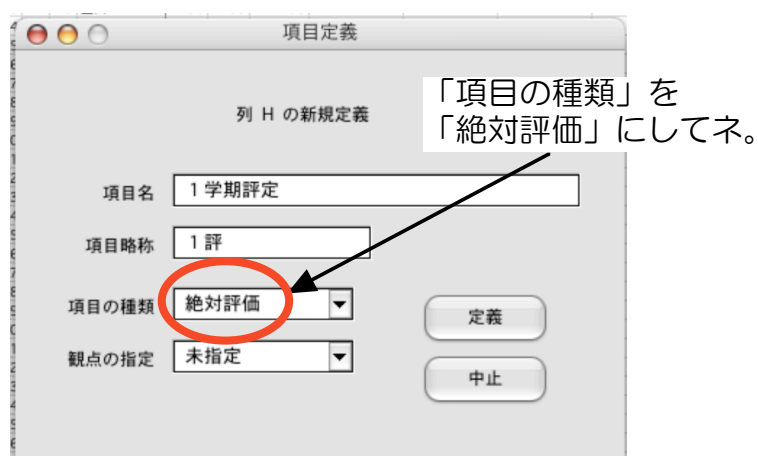 項目定義
「項目の種類」を
「絶対評価」にしてネ。
列 H の新規定義
項目名 1学期評定
項目略称 1評
項目の種類 絶対評価
定義
観点の指定 未指定
中止